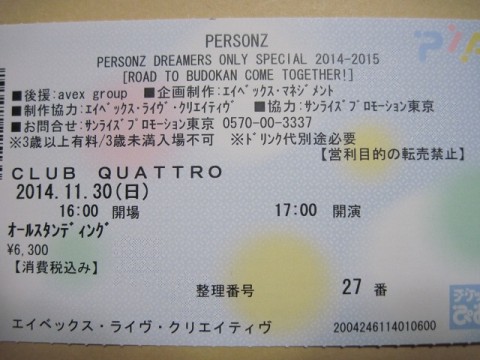 PERSONZ
PERSONZ DREAMERS ONLY SPECIAL 2014-2015
[ROAD TO BUDOKAN COME TOGETHER!]
■後援:avex group ■企画制作:エイベックス・マネジメント
■制作協力:エイベックス・ライヴ・クリエイティヴ ■協力:サンライズプロモーション東京
■お問合せ:サンライズプロモーション東京 0570-00-3337
※3歳以上有料/3歳未満入場不可 ※ドリンク代別途必要
【営利目的の転売禁止】
CLUB QUATTRO
2014.11.30(日)
16:00 開場 17:00 開演
オールスタンディング
¥6,300
【消費税込み】
整理番号 27 番
エイベックス・ライヴ・クリエイティヴ 2004246114010600